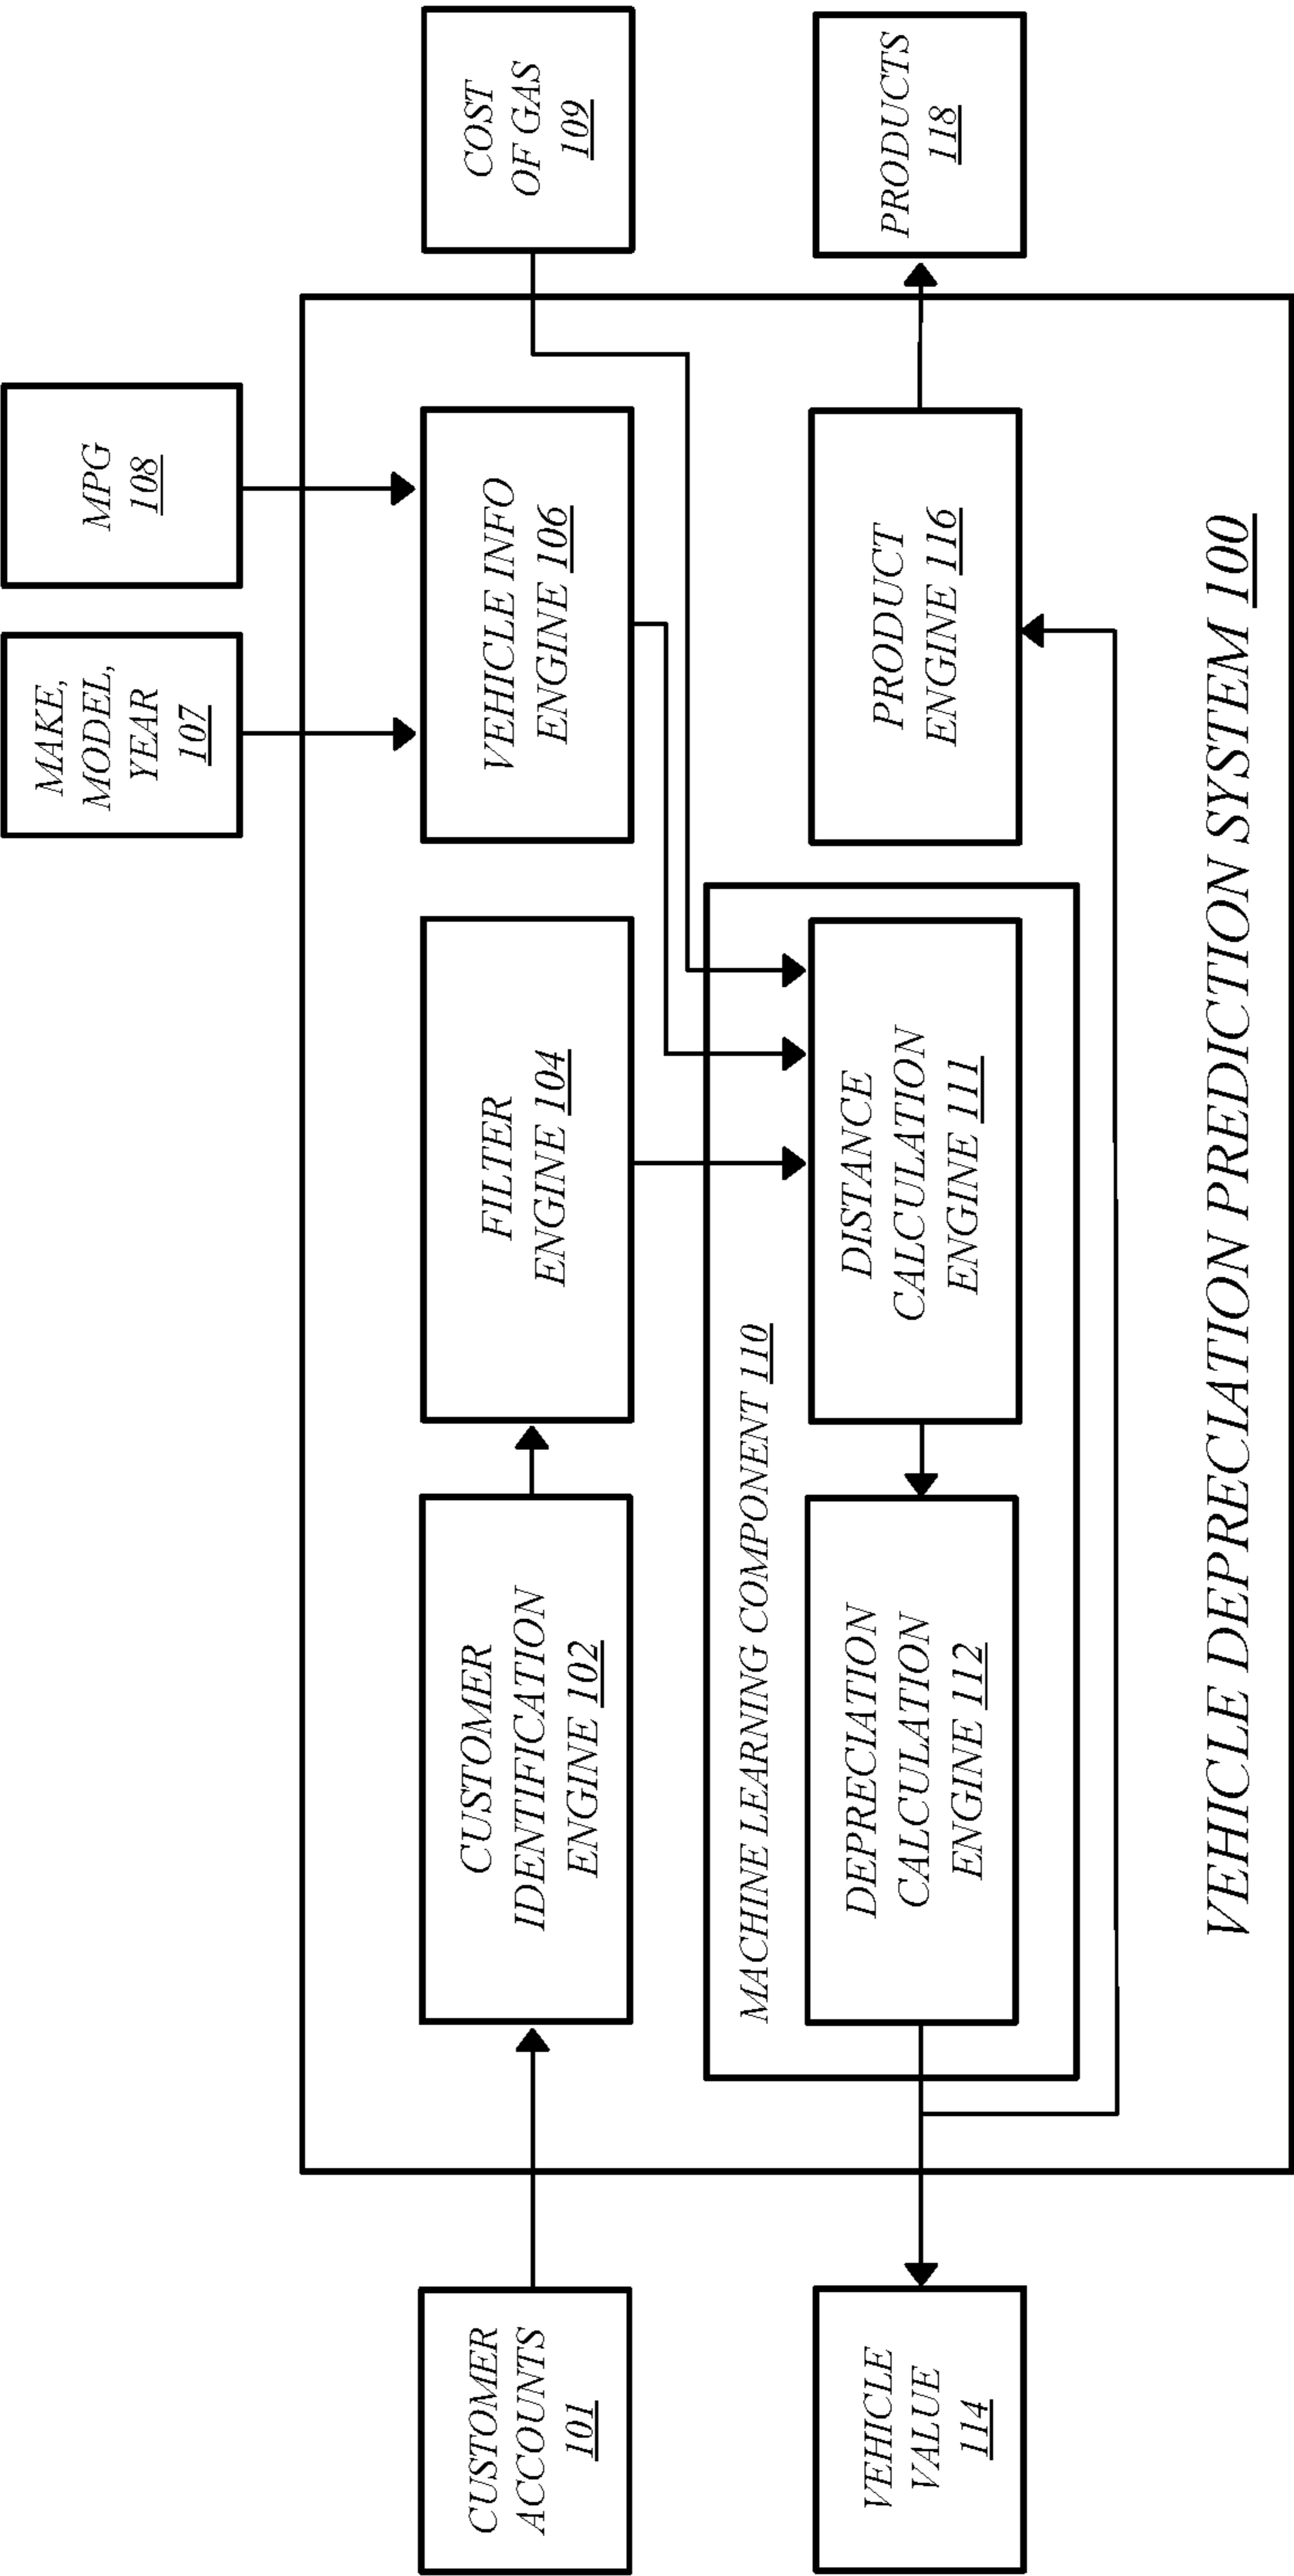 MAKE,
MODEL,
YEAR
107
MPG
108
CUSTOMER
ACCOUNTS
101
CUSTOMER
IDENTIFICATION
ENGINE 102
FILTER
ENGINE 104
VEHICLE INFO
ENGINE 106
COST
OF GAS
109
MACHINE LEARNING COMPONENT 110
VEHICLE
VALUE
114
DEPRECIATION
CALCULATION
ENGINE 112
DISTANCE
CALCULATION
ENGINE 111
PRODUCT
ENGINE 116
PRODUCTS
118
VEHICLE DEPRECIATION PREDICTION SYSTEM 100